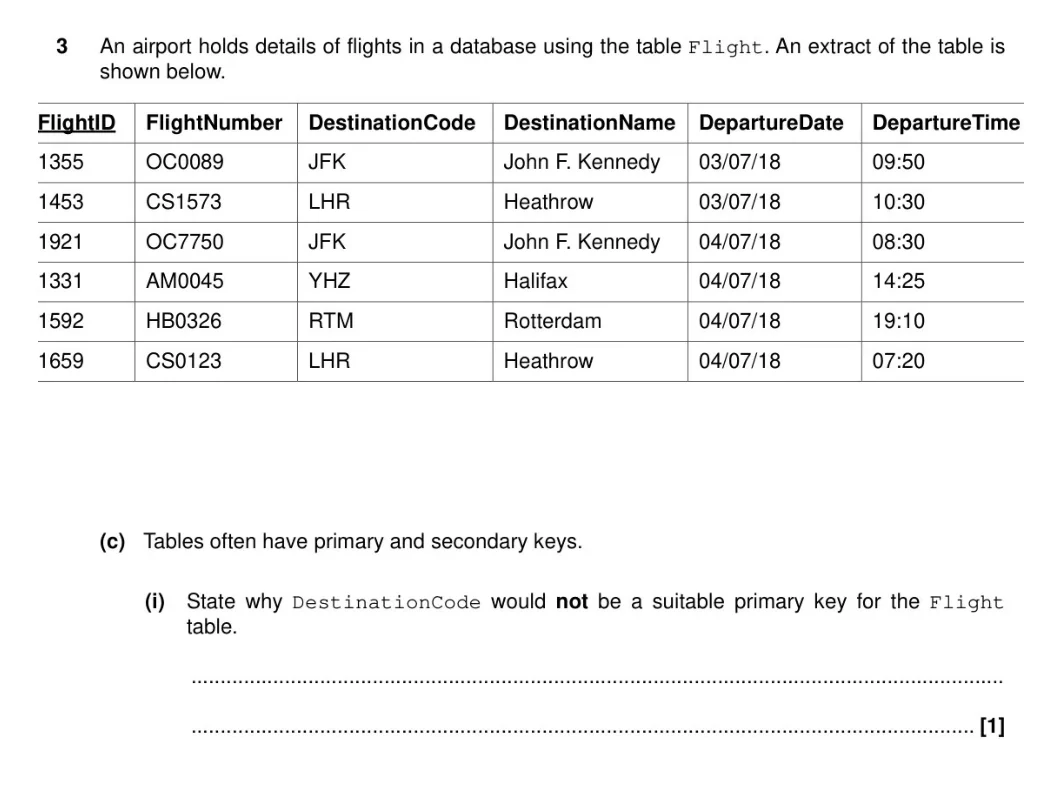 3 An airport holds details of flights in a database using the table Flight. An extract of the table is
shown below.
FlightID FlightNumber DestinationCode DestinationName DepartureDate DepartureTime
1355 OC0089 JFK John F. Kennedy 03/07/18 09:50
1453 CS1573 LHR Heathrow 03/07/18 10:30
1921 OC7750 JFK John F. Kennedy 04/07/18 08:30
1331 AM0045 YHZ Halifax 04/07/18 14:25
1592 HB0326 RTM Rotterdam 04/07/18 19:10
1659 CS0123 LHR Heathrow 04/07/18 07:20
(c) Tables often have primary and secondary keys.
(i) State why DestinationCode would not be a suitable primary key for the Flight
table.
[1]